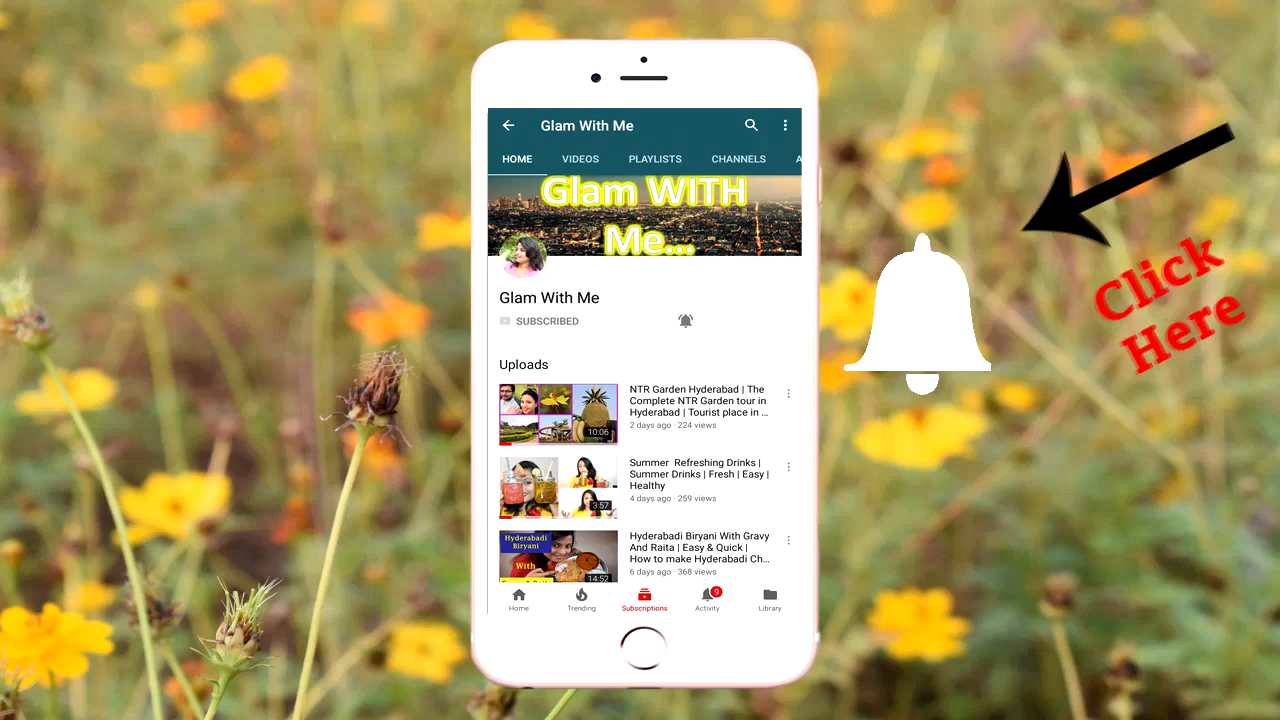 Glam With Me
HOME VIDEOS PLAYLISTS CHANNELS A
Glam WITH
Me...
Glam With Me
SUBSCRIBED
Uploads
NTR Garden Hyderabad | The
Complete NTR Garden tour in
Hyderabad | Tourist place in ...
2 days ago · 224 views
10:06
Summer Refreshing Drinks |
Summer Drinks | Fresh | Easy |
Healthy
4 days ago · 259 views
3:57
Hyderabadi Biryani With Gravy
And Raita | Easy & Quick |
How to make Hyderabadi Ch...
6 days ago · 368 views
Hyderabadi
Biryani
With
14:52
9
Home Trending Subscriptions Activity Library
Click
Here